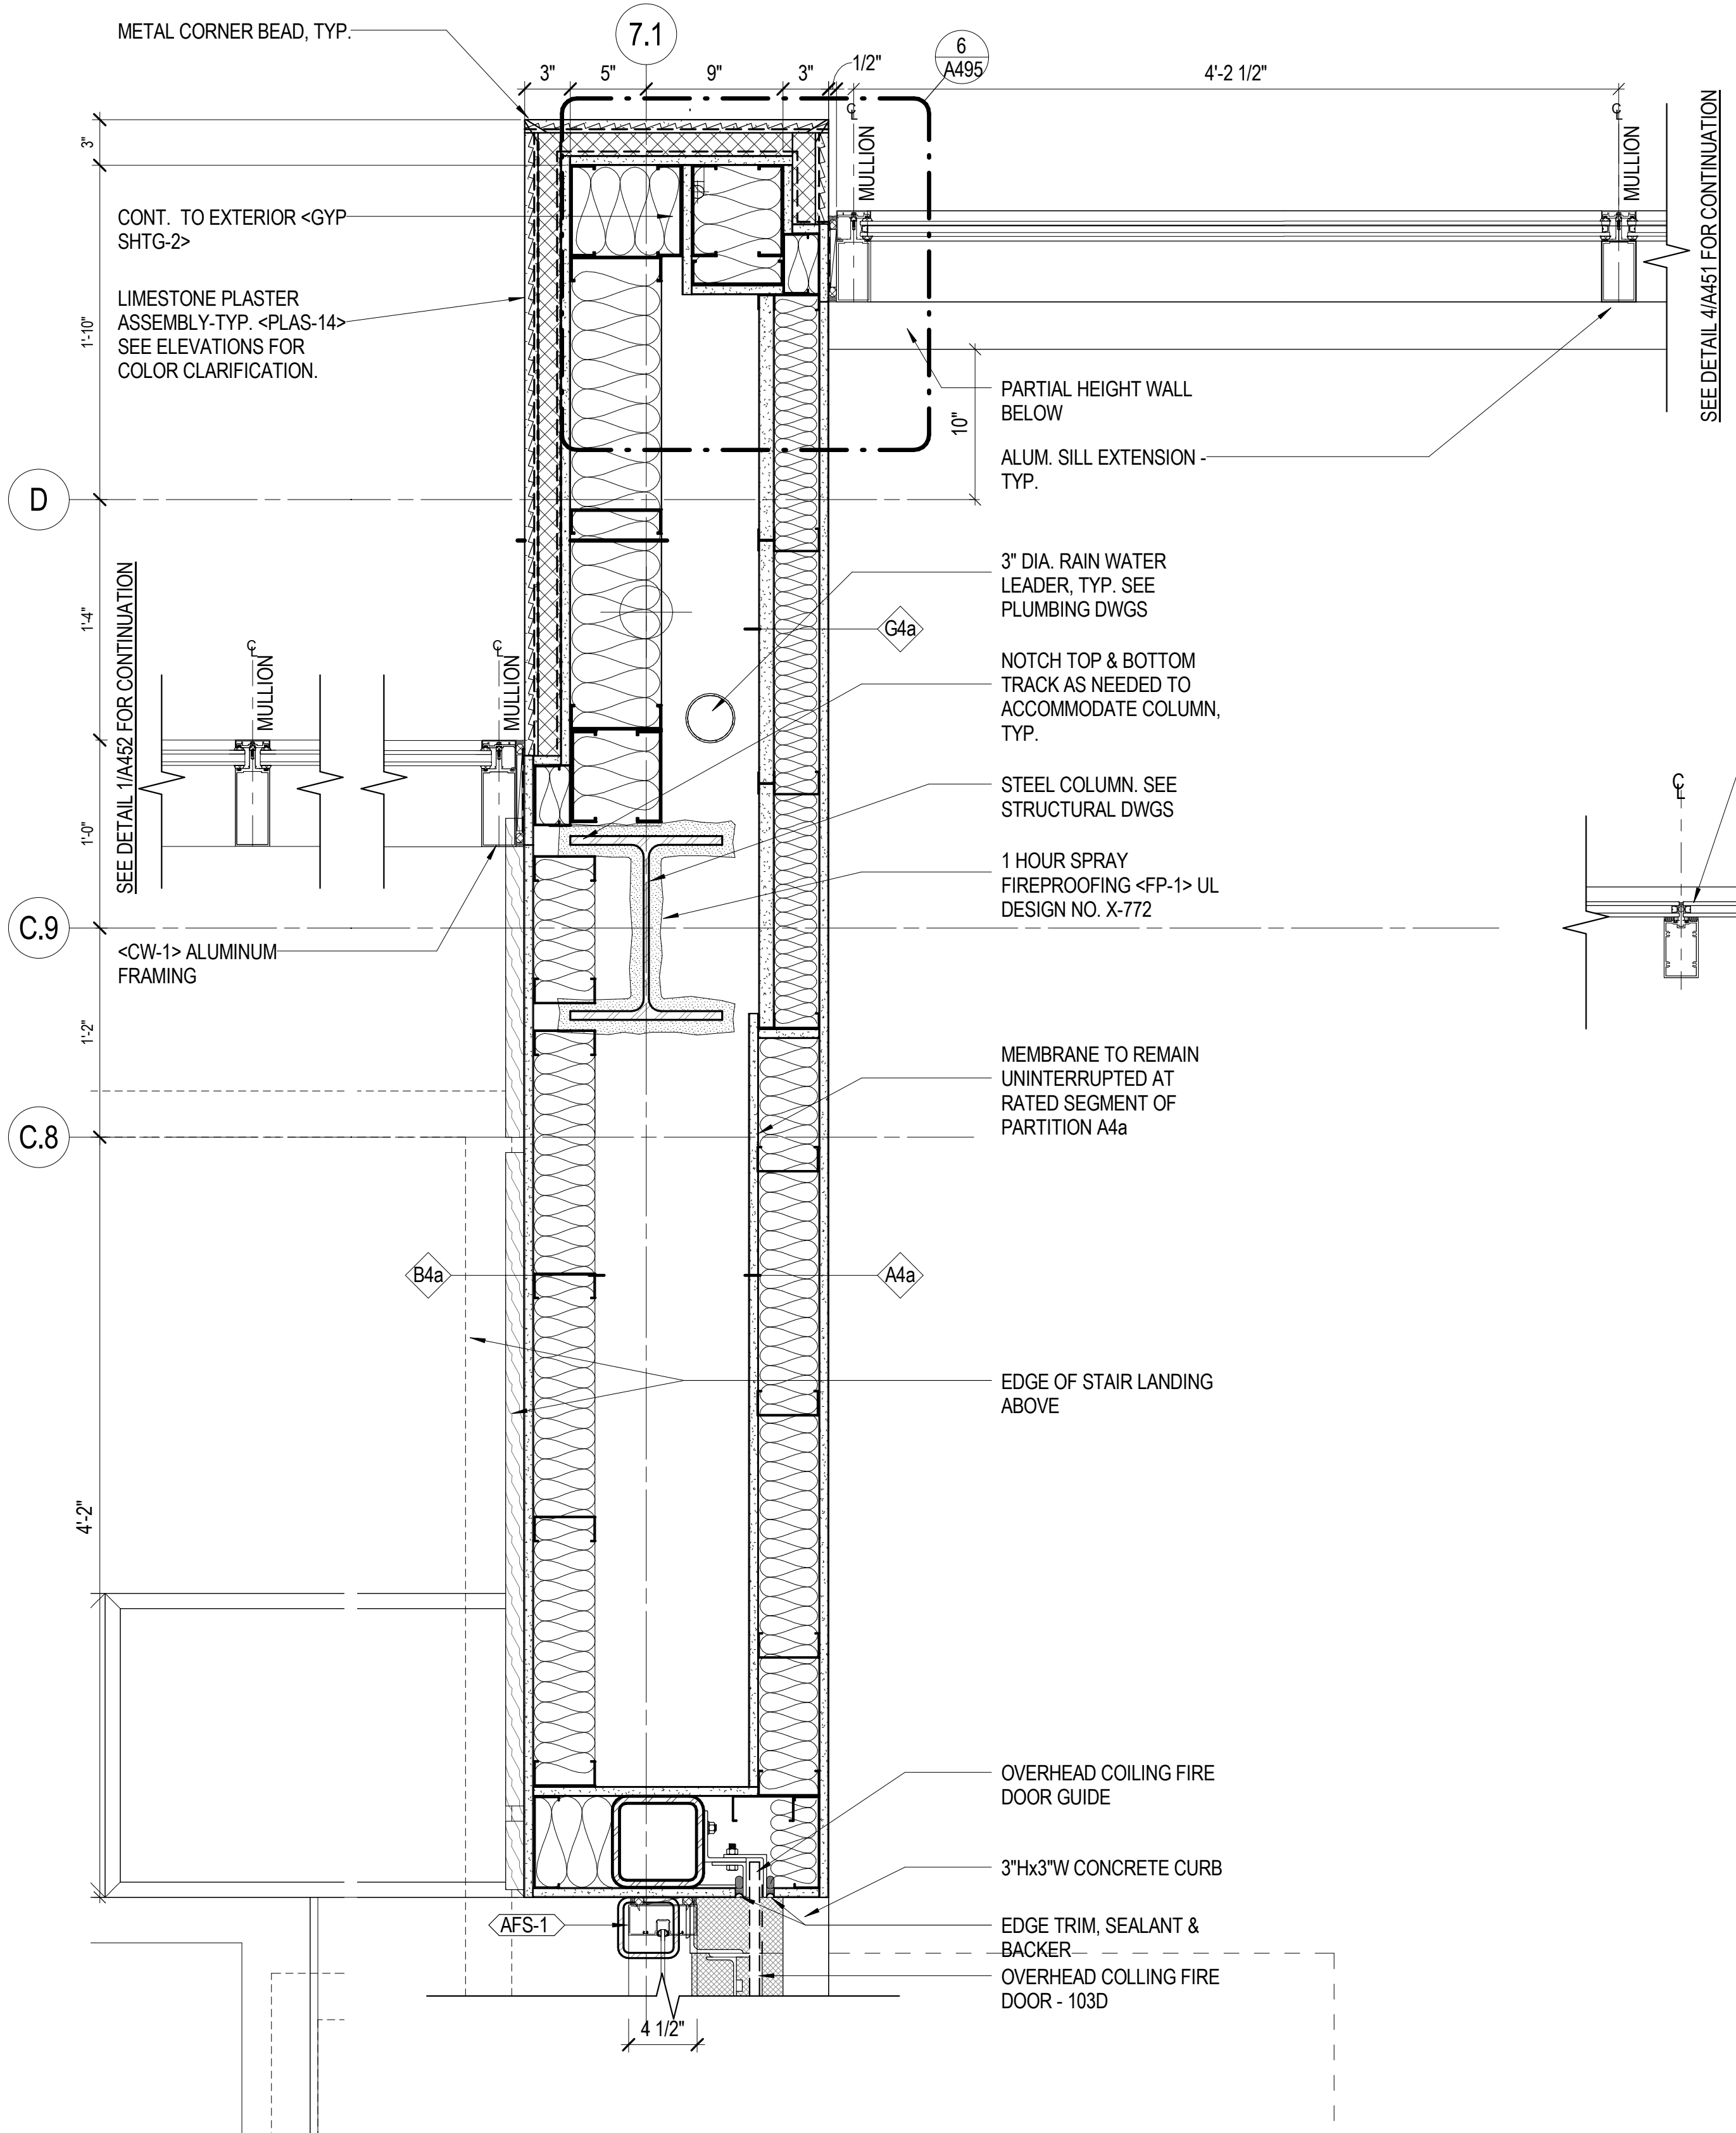 METAL CORNER BEAD, TYP.
7.1
6
A495
3"
5"
9"
3"
1/2"
4'-2 1/2"
3"
CL
MULLION
CL
MULLION
SEE DETAIL 4/A451 FOR CONTINUATION
CONT. TO EXTERIOR <GYP
SHTG-2>
LIMESTONE PLASTER
ASSEMBLY-TYP. <PLAS-14>
SEE ELEVATIONS FOR
COLOR CLARIFICATION.
1'-10"
PARTIAL HEIGHT WALL
BELOW
10"
ALUM. SILL EXTENSION -
TYP.
D
3" DIA. RAIN WATER
LEADER, TYP. SEE
PLUMBING DWGS
G4a
1'-4"
SEE DETAIL 1/A452 FOR CONTINUATION
CL
MULLION
CL
MULLION
NOTCH TOP & BOTTOM
TRACK AS NEEDED TO
ACCOMMODATE COLUMN,
TYP.
STEEL COLUMN. SEE
STRUCTURAL DWGS
CL
1'-0"
1 HOUR SPRAY
FIREPROOFING <FP-1> UL
DESIGN NO. X-772
C.9
<CW-1> ALUMINUM
FRAMING
1'-2"
MEMBRANE TO REMAIN
UNINTERRUPTED AT
RATED SEGMENT OF
PARTITION A4a
C.8
B4a
A4a
EDGE OF STAIR LANDING
ABOVE
4'-2"
OVERHEAD COILING FIRE
DOOR GUIDE
3"Hx3"W CONCRETE CURB
AFS-1
EDGE TRIM, SEALANT &
BACKER
OVERHEAD COLLING FIRE
DOOR - 103D
4 1/2"